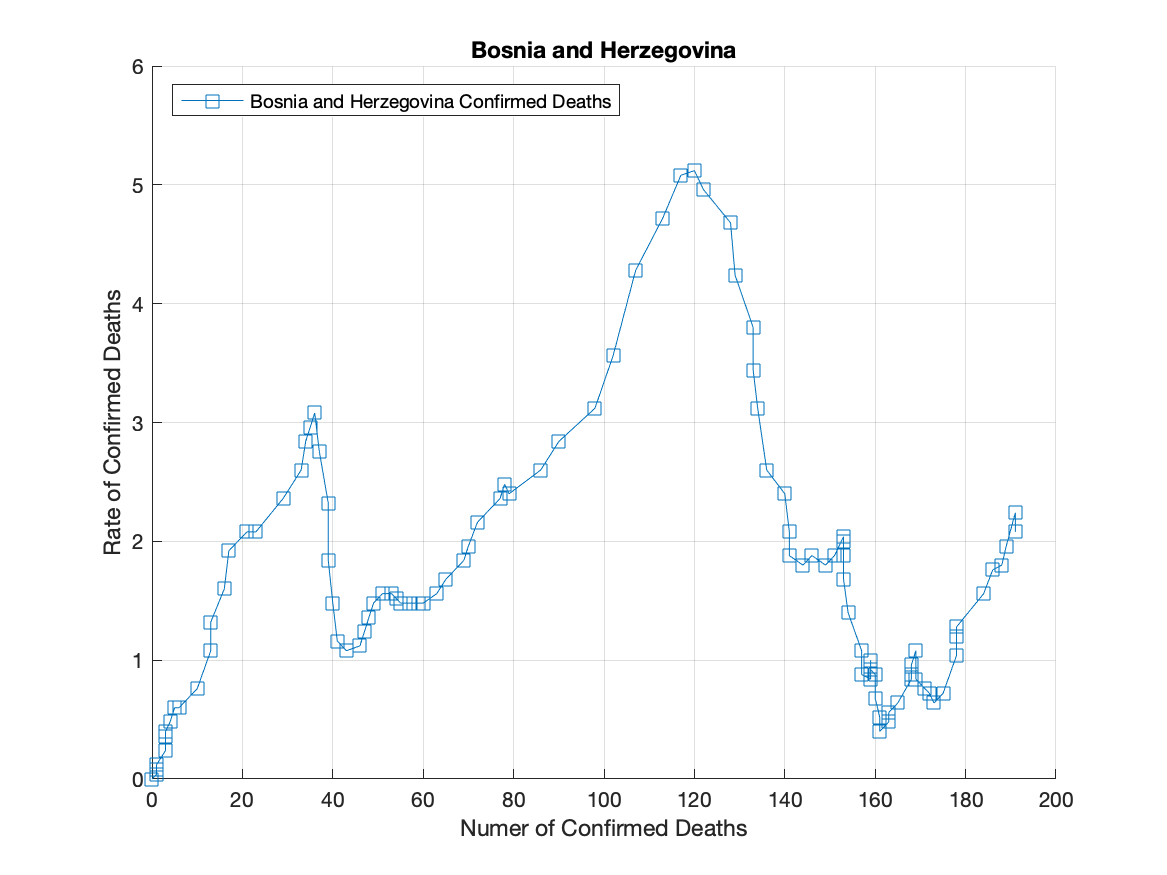 Bosnia and Herzegovina
Bosnia and Herzegovina Confirmed Deaths
Rate of Confirmed Deaths
6
5
4
3
2
1
0
0 20 40 60 80 100 120 140 160 180 200
Numer of Confirmed Deaths